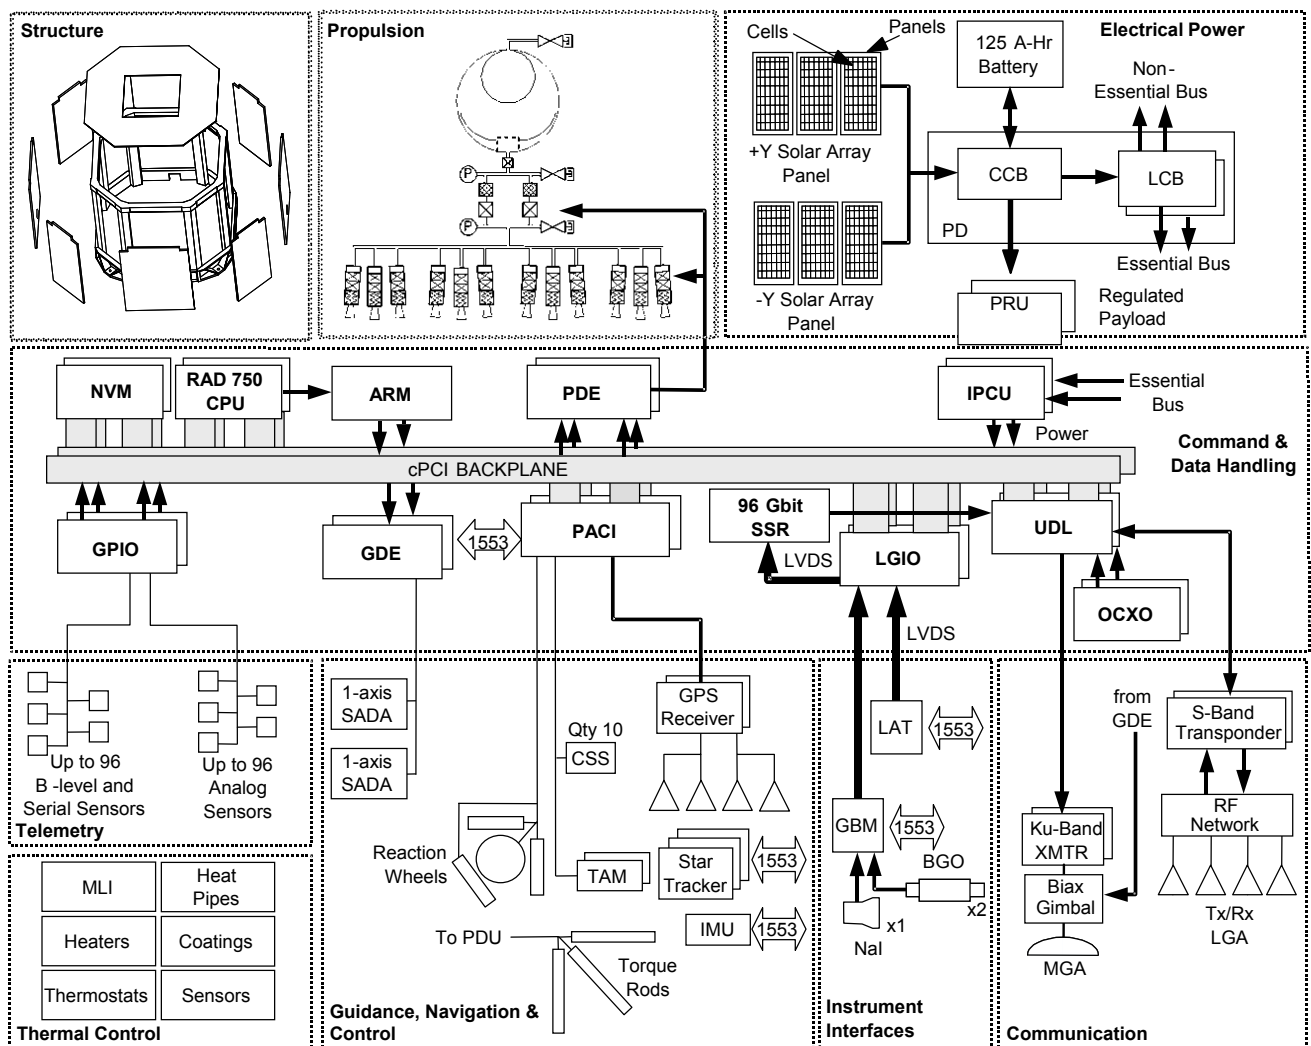 Structure
Propulsion
P
P
Cells
Panels
125 A-Hr
Battery
Electrical Power
Non-
Essential Bus
+Y Solar Array
Panel
CCB
LCB
PD
Essential Bus
-Y Solar Array
Panel
PRU
Regulated
Payload
NVM
RAD 750
CPU
ARM
PDE
IPCU
Essential
Bus
Power
cPCI BACKPLANE
Command &
Data Handling
GPIO
GDE
1553
PACI
96 Gbit
SSR
LVDS
LGIO
UDL
LVDS
OCXO
Up to 96
B -level and
Serial Sensors
Up to 96
Analog
Sensors
Telemetry
1-axis
SADA
1-axis
SADA
Qty 10
CSS
GPS
Receiver
Reaction
Wheels
TAM
Star
Tracker
1553
IMU
1553
To PDU
Torque
Rods
Guidance, Navigation &
Control
LAT
1553
GBM
1553
BGO
x2
x1
NaI
Instrument
Interfaces
from
GDE
S-Band
Transponder
RF
Network
Ku-Band
XMTR
Biax
Gimbal
MGA
Tx/Rx
LGA
Communication
MLI
Heat
Pipes
Heaters
Coatings
Thermostats
Sensors
Thermal Control